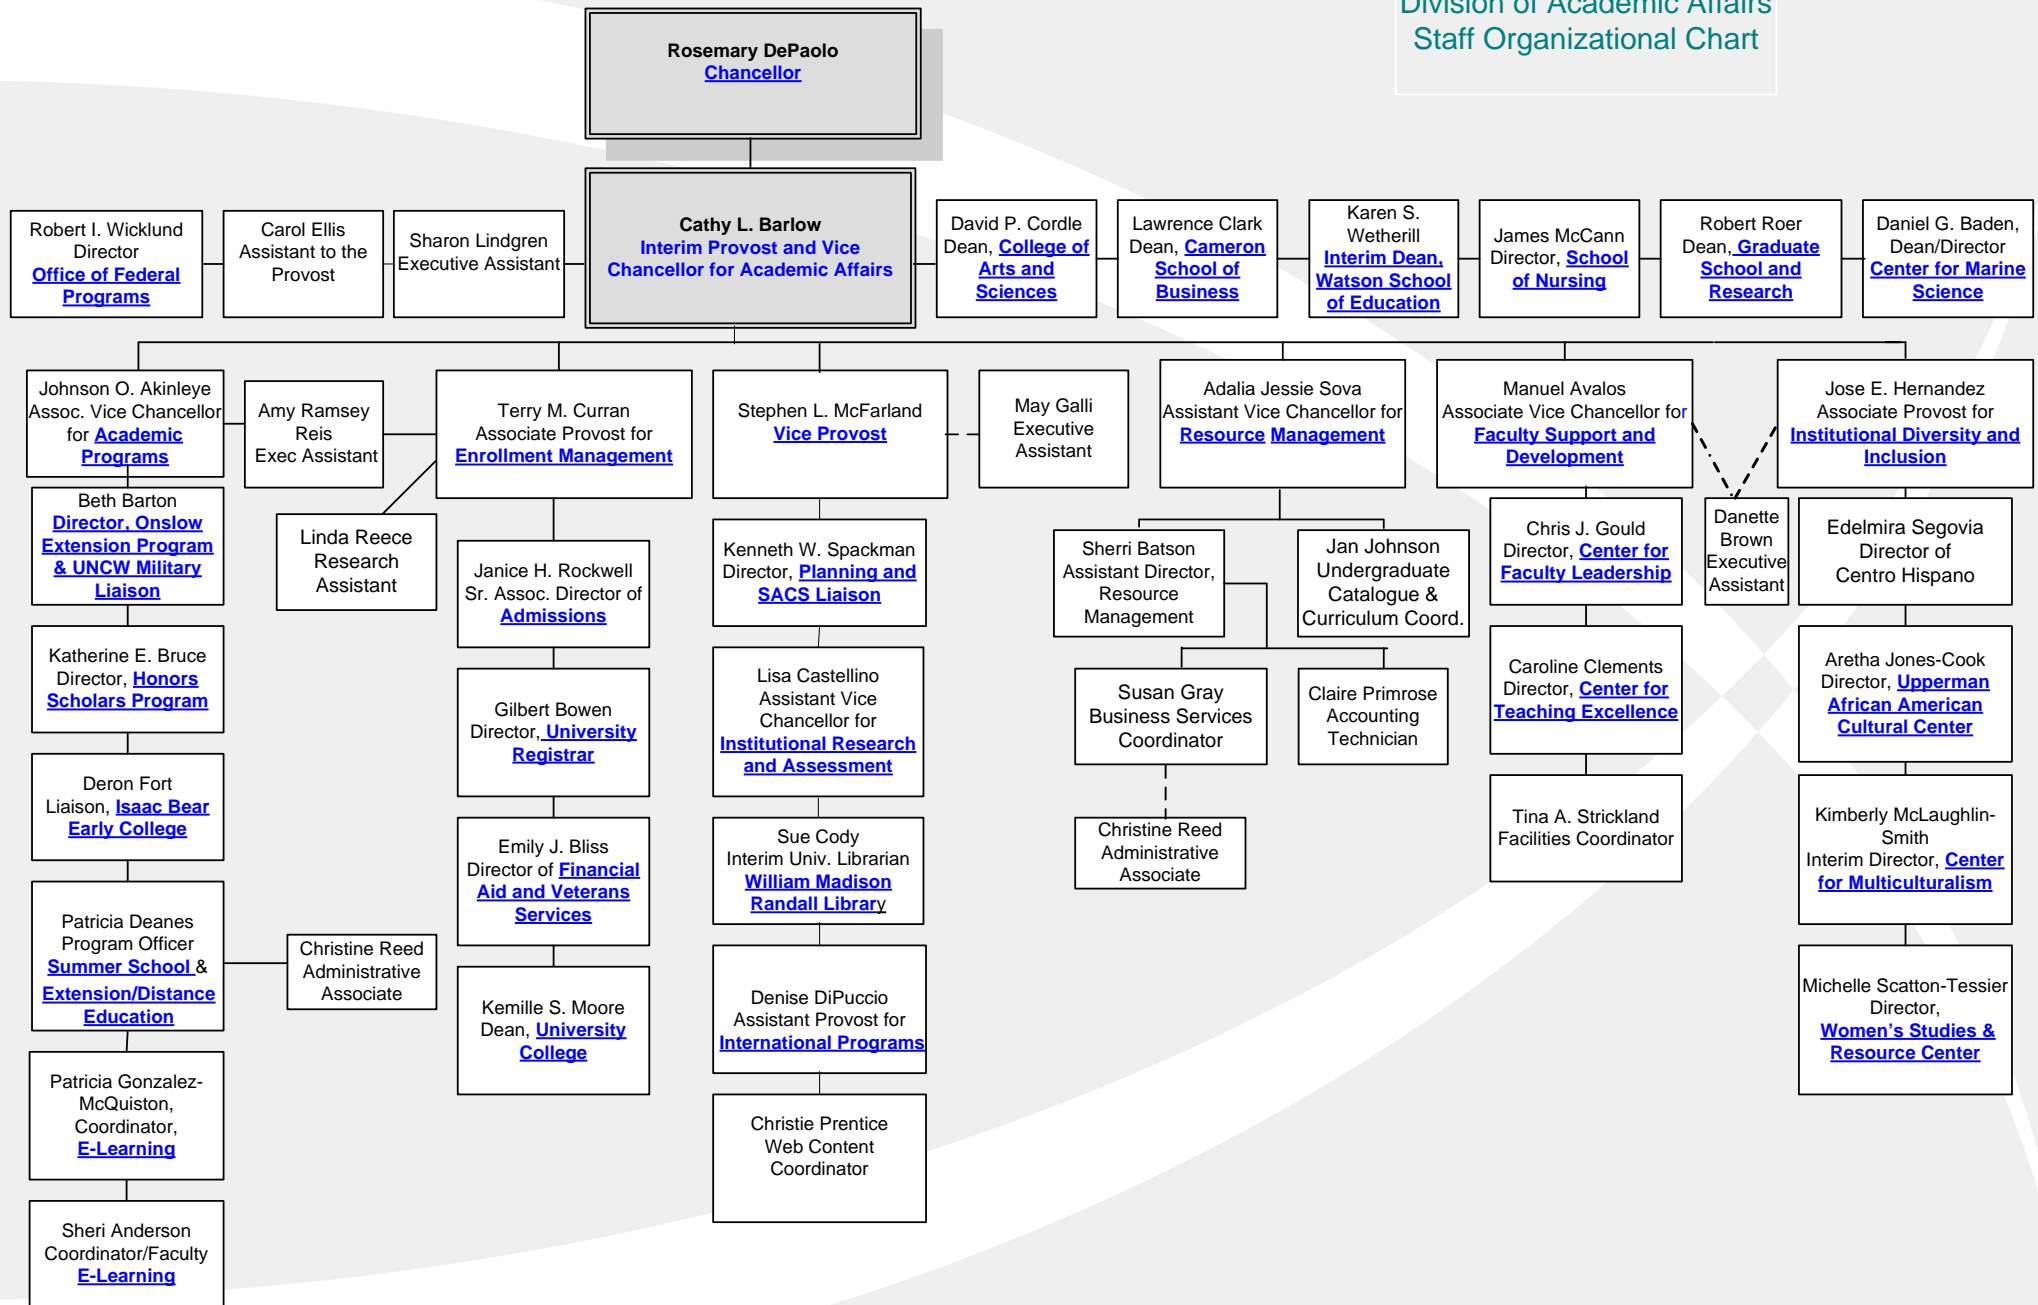 Division of Academic Affairs
Staff Organizational Chart
Rosemary DePaolo
Chancellor
Robert I. Wicklund
Director
Office of Federal
Programs
Carol Ellis
Assistant to the
Provost
Sharon Lindgren
Executive Assistant
Cathy L. Barlow
Interim Provost and Vice
Chancellor for Academic Affairs
David P. Cordle
Dean, College of
Arts and
Sciences
Lawrence Clark
Dean, Cameron
School of
Business
Karen S.
Wetherill
Interim Dean,
Watson School
of Education
James McCann
Director, School
of Nursing
Robert Roer
Dean, Graduate
School and
Research
Daniel G. Baden,
Dean/Director
Center for Marine
Science
Johnson O. Akinleye
Assoc. Vice Chancellor
for Academic
Programs
Amy Ramsey
Reis
Exec Assistant
Terry M. Curran
Associate Provost for
Enrollment Management
Stephen L. McFarland
Vice Provost
May Galli
Executive
Assistant
Adalia Jessie Sova
Assistant Vice Chancellor for
Resource Management
Manuel Avalos
Associate Vice Chancellor for
Faculty Support and
Development
Jose E. Hernandez
Associate Provost for
Institutional Diversity and
Inclusion
Beth Barton
Director, Onslow
Extension Program
& UNCW Military
Liaison
Linda Reece
Research
Assistant
Janice H. Rockwell
Sr. Assoc. Director of
Admissions
Kenneth W. Spackman
Director, Planning and
SACS Liaison
Sherri Batson
Assistant Director,
Resource
Management
Jan Johnson
Undergraduate
Catalogue &
Curriculum Coord.
Chris J. Gould
Director, Center for
Faculty Leadership
Danette
Brown
Executive
Assistant
Edelmira Segovia
Director of
Centro Hispano
Katherine E. Bruce
Director, Honors
Scholars Program
Gilbert Bowen
Director, University
Registrar
Lisa Castellino
Assistant Vice
Chancellor for
Institutional Research
and Assessment
Susan Gray
Business Services
Coordinator
Claire Primrose
Accounting
Technician
Caroline Clements
Director, Center for
Teaching Excellence
Aretha Jones-Cook
Director, Upperman
African American
Cultural Center
Deron Fort
Liaison, Isaac Bear
Early College
Emily J. Bliss
Director of Financial
Aid and Veterans
Services
Sue Cody
Interim Univ. Librarian
William Madison
Randall Library
Christine Reed
Administrative
Associate
Tina A. Strickland
Facilities Coordinator
Kimberly McLaughlin-
Smith
Interim Director, Center
for Multiculturalism
Patricia Deanes
Program Officer
Summer School &
Extension/Distance
Education
Christine Reed
Administrative
Associate
Kemille S. Moore
Dean, University
College
Denise DiPuccio
Assistant Provost for
International Programs
Michelle Scatton-Tessier
Director,
Women's Studies &
Resource Center
Patricia Gonzalez-
McQuiston,
Coordinator,
E-Learning
Christie Prentice
Web Content
Coordinator
Sheri Anderson
Coordinator/Faculty
E-Learning